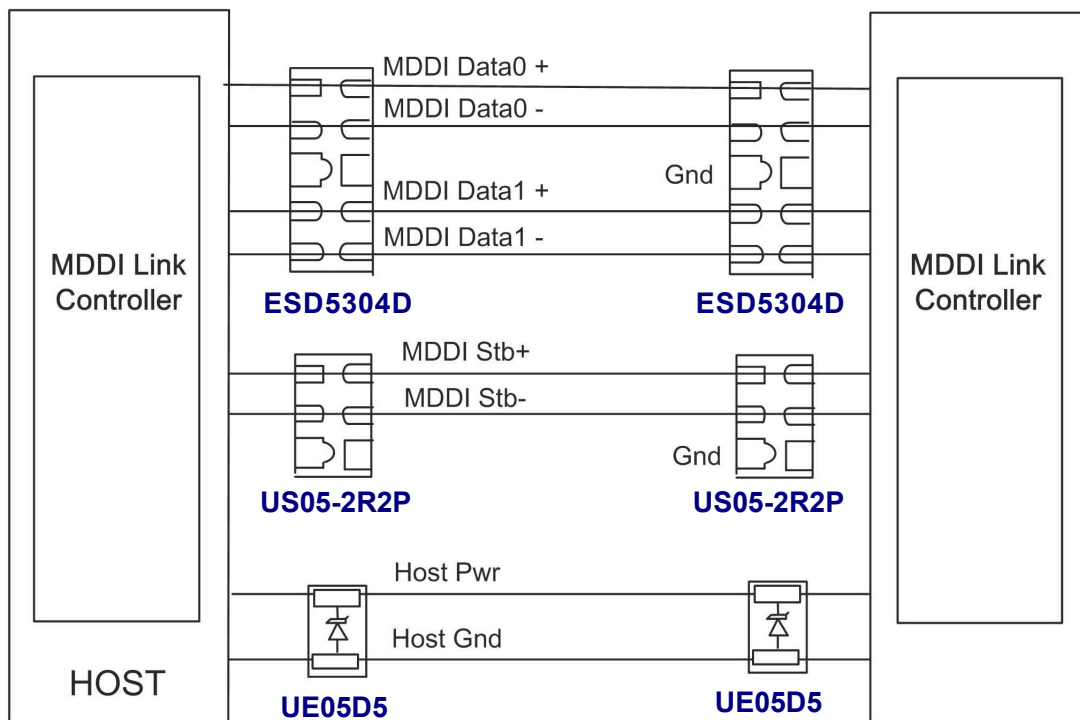 MDDI Data0 +
MDDI Data0 -
Gnd
MDDI Data1 +
MDDI Data1 -
MDDI Link
Controller
MDDI Link
Controller
ESD5304D
ESD5304D
MDDI Stb+
MDDI Stb-
Gnd
US05-2R2P
US05-2R2P
Host Pwr
Host Gnd
HOST
UE05D5
UE05D5